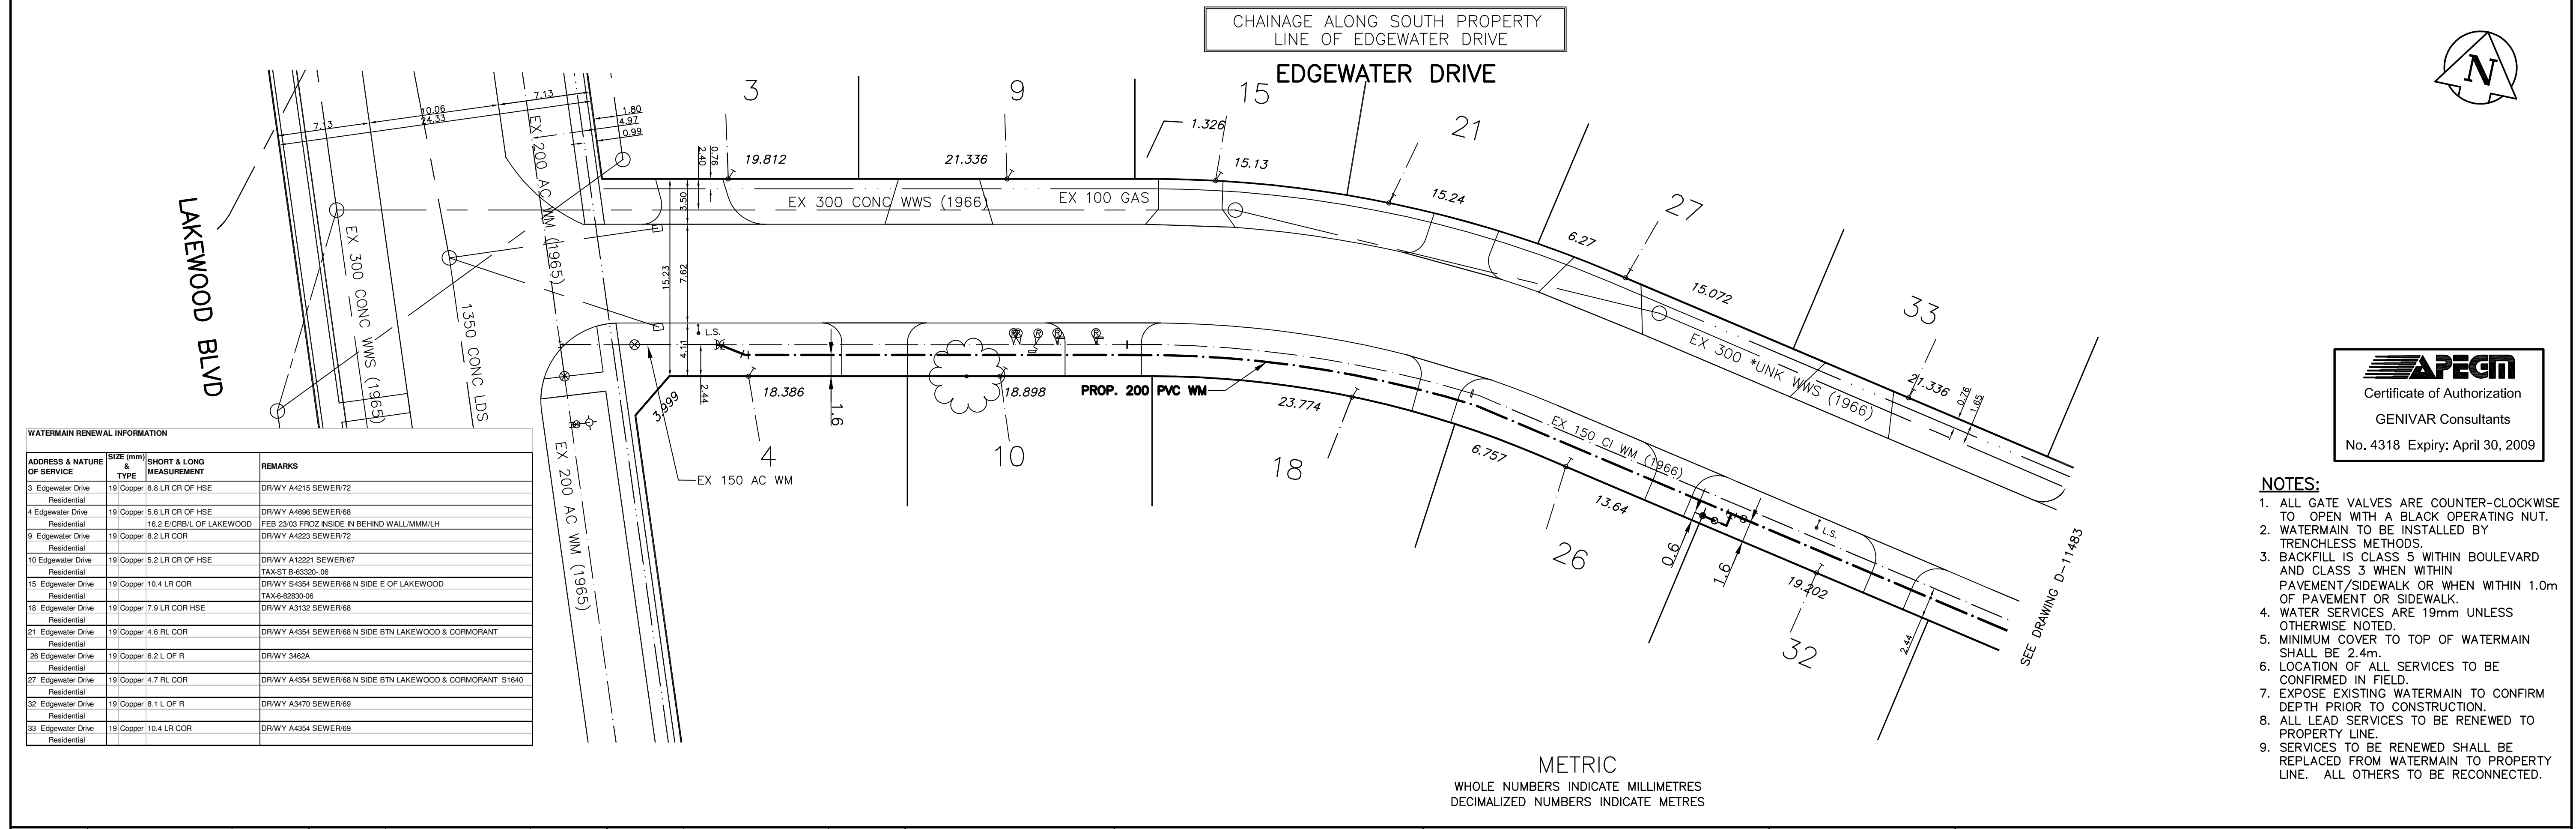 CHAINAGE ALONG SOUTH PROPERTY
LINE OF EDGEWATER DRIVE
EDGEWATER DRIVE
N
3
9
15
21
27
33
7.13
10.06
24.33
7.13
1.80
4.97
0.99
2.40
0.76
19.812
21.336
1.326
15.13
15.24
6.27
15.072
21.336
0.76
1.65
LAKEWOOD BLVD
EX 300 CONC WWS (1966)
EX 100 GAS
EX 200 AC WM (1965)
EX 300 CONC WWS (1965)
1350 CONC LDS
EX 300 *UNK WWS (1966)
3.50
15.23
7.62
4.11
L.S.
2.44
3.999
18.386
1.6
18.898
PROP. 200 PVC WM
23.774
6.757
EX 150 CI WM (1966)
13.64
0.6
1.6
L.S.
19.202
2.44
4
10
18
26
32
EX 150 AC WM
EX 200 AC WM (1965)
SEE DRAWING D-11483
APEGM
Certificate of Authorization
GENIVAR Consultants
No. 4318 Expiry: April 30, 2009
WATERMAIN RENEWAL INFORMATION
ADDRESS & NATURE OF SERVICE SIZE (mm) & TYPE SHORT & LONG MEASUREMENT REMARKS
3 Edgewater Drive 19 Copper 8.8 LR CR OF HSE DR/WY A4215 SEWER/72
Residential
4 Edgewater Drive 19 Copper 5.6 LR CR OF HSE DR/WY A4696 SEWER/68
Residential 16.2 E/CRB/L OF LAKEWOOD FEB 23/03 FROZ INSIDE IN BEHIND WALL/MMM/LH
9 Edgewater Drive 19 Copper 8.2 LR COR DR/WY A4223 SEWER/72
Residential
10 Edgewater Drive 19 Copper 5.2 LR CR OF HSE DR/WY A12221 SEWER/67
Residential TAX-ST B-63320-.06
15 Edgewater Drive 19 Copper 10.4 LR COR DR/WY S4354 SEWER/68 N SIDE E OF LAKEWOOD
Residential TAX-6-62830-06
18 Edgewater Drive 19 Copper 7.9 LR COR HSE DR/WY A3132 SEWER/68
Residential
21 Edgewater Drive 19 Copper 4.6 RL COR DR/WY A4354 SEWER/68 N SIDE BTN LAKEWOOD & CORMORANT
Residential
26 Edgewater Drive 19 Copper 6.2 L OF R DR/WY 3462A
Residential
27 Edgewater Drive 19 Copper 4.7 RL COR DR/WY A4354 SEWER/68 N SIDE BTN LAKEWOOD & CORMORANT S1640
Residential
32 Edgewater Drive 19 Copper 8.1 L OF R DR/WY A3470 SEWER/69
Residential
33 Edgewater Drive 19 Copper 10.4 LR COR DR/WY A4354 SEWER/69
Residential
NOTES:
1. ALL GATE VALVES ARE COUNTER-CLOCKWISE
TO OPEN WITH A BLACK OPERATING NUT.
2. WATERMAIN TO BE INSTALLED BY
TRENCHLESS METHODS.
3. BACKFILL IS CLASS 5 WITHIN BOULEVARD
AND CLASS 3 WHEN WITHIN
PAVEMENT/SIDEWALK OR WHEN WITHIN 1.0m
OF PAVEMENT OR SIDEWALK.
4. WATER SERVICES ARE 19mm UNLESS
OTHERWISE NOTED.
5. MINIMUM COVER TO TOP OF WATERMAIN
SHALL BE 2.4m.
6. LOCATION OF ALL SERVICES TO BE
CONFIRMED IN FIELD.
7. EXPOSE EXISTING WATERMAIN TO CONFIRM
DEPTH PRIOR TO CONSTRUCTION.
8. ALL LEAD SERVICES TO BE RENEWED TO
PROPERTY LINE.
9. SERVICES TO BE RENEWED SHALL BE
REPLACED FROM WATERMAIN TO PROPERTY
LINE. ALL OTHERS TO BE RECONNECTED.
METRIC
WHOLE NUMBERS INDICATE MILLIMETRES
DECIMALIZED NUMBERS INDICATE METRES